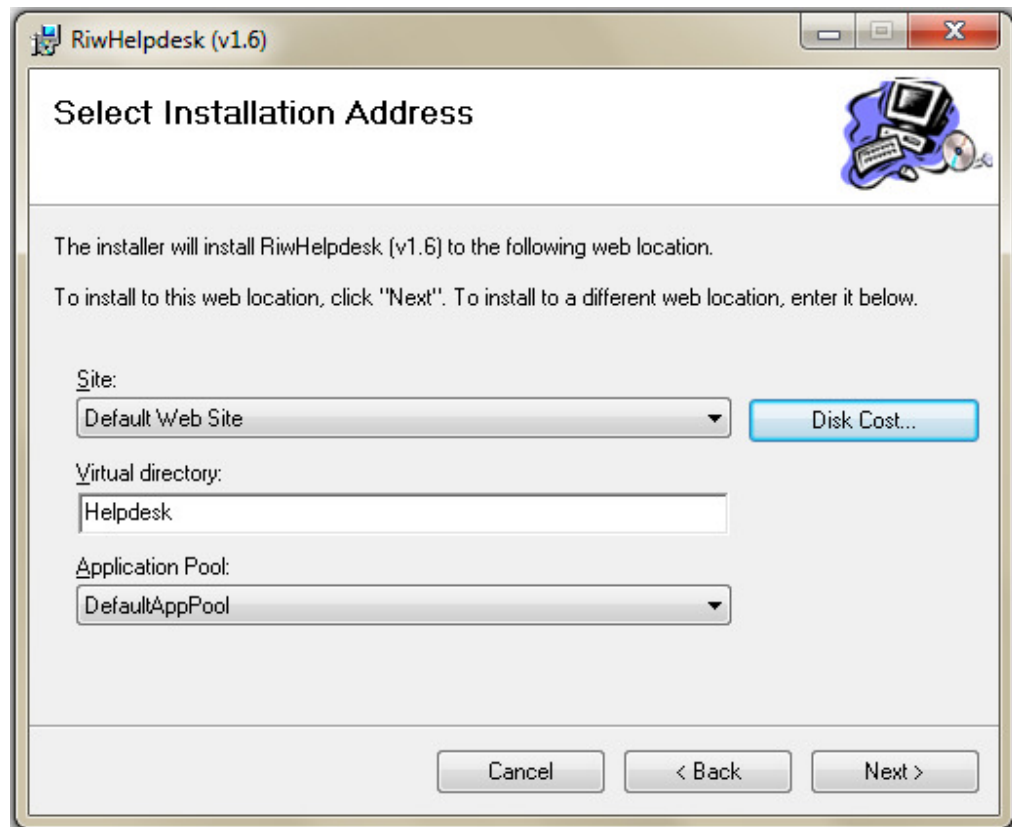 RiwHelpdesk (v1.6)
Select Installation Address
The installer will install RiwHelpdesk (v1.6) to the following web location.
To install to this web location, click "Next". To install to a different web location, enter it below.
Site:
Default Web Site
Disk Cost...
Virtual directory:
Helpdesk
Application Pool:
DefaultAppPool
Cancel
< Back
Next >